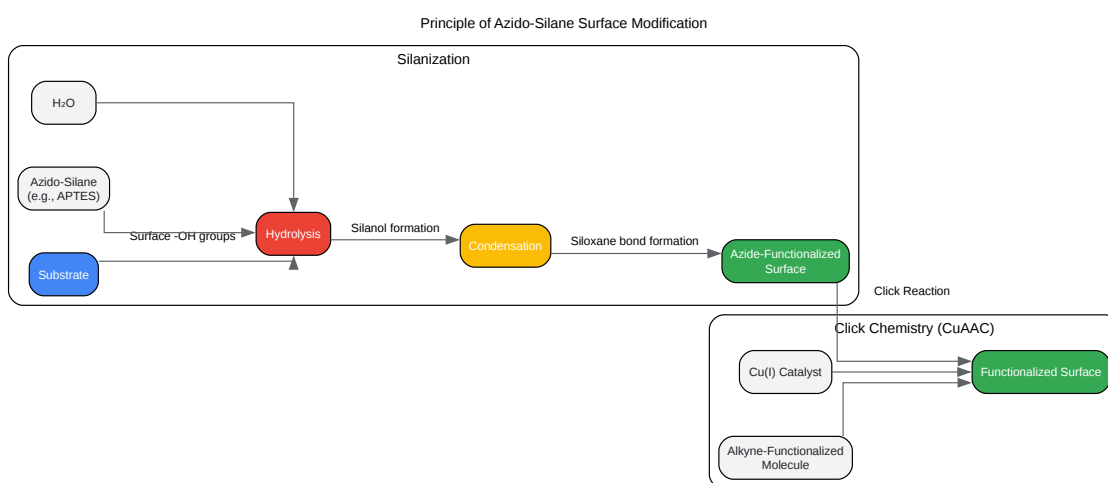 Principle of Azido-Silane Surface Modification
Silanization
H₂O
Azido-Silane
(e.g., APTES)
Surface -OH groups
Substrate
Hydrolysis
Silanol formation
Condensation
Siloxane bond formation
Azide-Functionalized
Surface
Click Reaction
Click Chemistry (CuAAC)
Cu(I) Catalyst
Functionalized Surface
Alkyne-Functionalized
Molecule